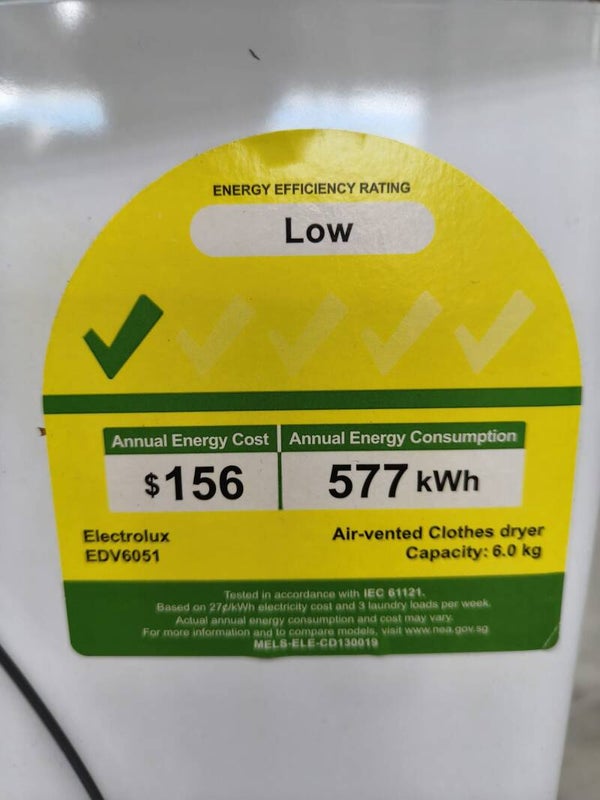 ENERGY EFFICIENCY RATING
Low
Annual Energy Cost
$156
Annual Energy Consumption
577 kWh
Electrolux
EDV6051
Air-vented Clothes dryer
Capacity: 6.0 kg
Tested in accordance with IEC 61121.
Based on 27¢/kWh electricity cost and 3 laundry loads per week.
Actual annual energy consumption and cost may vary.
For more information and to compare models, visit www.nea.gov.sg
MELS-ELE-CD130019